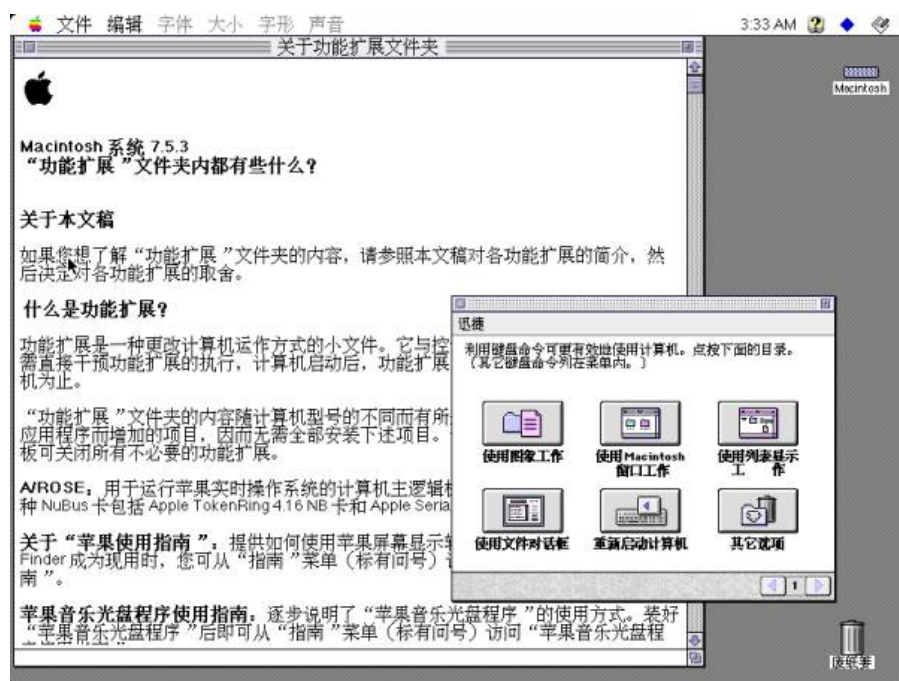 文件 编辑 字体 大小 字形 声音 3:33 AM
关于功能扩展文件夹
Macintosh
Macintosh 系统 7.5.3
“功能扩展 ”文件夹内都有些什么?
关于本文稿
如果您想了解“功能扩展 ”文件夹的内容，请参照本文稿对各功能扩展的简介，然
后决定对各功能扩展的取舍。
什么是功能扩展?
功能扩展是一种更改计算机运作方式的小文件。它与控
需直接干预功能扩展的执行，计算机启动后，功能扩展
机为止。
“功能扩展 ”文件夹的内容随计算机型号的不同而有所
应用程序而增加的项目，因而无需全部安装下述项目。
板可关闭所有不必要的功能扩展。
A/ROSE：用于运行苹果实时操作系统的计算机主逻辑
种 NuBus 卡包括 Apple TokenRing 4.16 NB 卡和 Apple Seria
关于“苹果使用指南 ”：提供如何使用苹果屏幕显示
Finder 成为现用时，您可从“指南 ”菜单（标有问号）
南 ”。
苹果音乐光盘程序使用指南：逐步说明了“苹果音乐光盘程序 ”的使用方式。装好
“苹果音乐光盘程序 ”后即可从“指南 ”菜单（标有问号）访问“苹果音乐光盘程
迅捷
利用键盘命令可更有效地使用计算机。点按下面的目录。
（其它键盘命令列在菜单内。）
使用图象工作
使用Macintosh
窗口工作
使用列表显示
工 作
使用文件对话框
重新启动计算机
其它选项
1
废纸篓